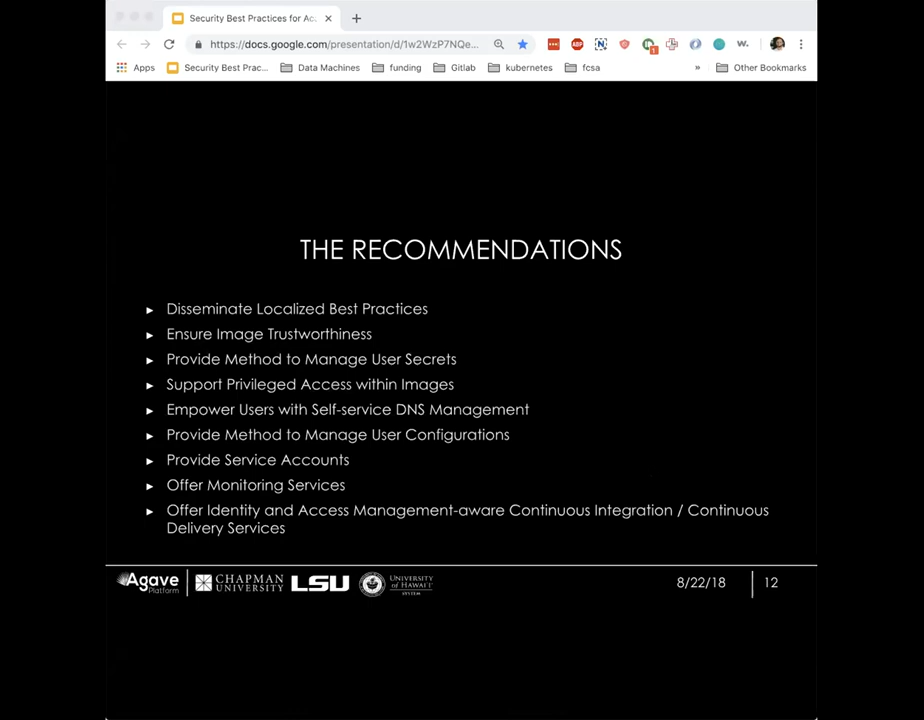 Security Best Practices for Ac
https://docs.google.com/presentation/d/1w2WzP7NQe...
ABP
N
1
w.
Apps
Security Best Prac...
Data Machines
funding
Gitlab
kubernetes
fcsa
»
Other Bookmarks
THE RECOMMENDATIONS
► Disseminate Localized Best Practices
► Ensure Image Trustworthiness
► Provide Method to Manage User Secrets
► Support Privileged Access within Images
► Empower Users with Self-service DNS Management
► Provide Method to Manage User Configurations
► Provide Service Accounts
► Offer Monitoring Services
► Offer Identity and Access Management-aware Continuous Integration / Continuous
Delivery Services
Agave
Platform
CHAPMAN
UNIVERSITY
LSU
UNIVERSITY
of HAWAI'I
SYSTEM
8/22/18
12